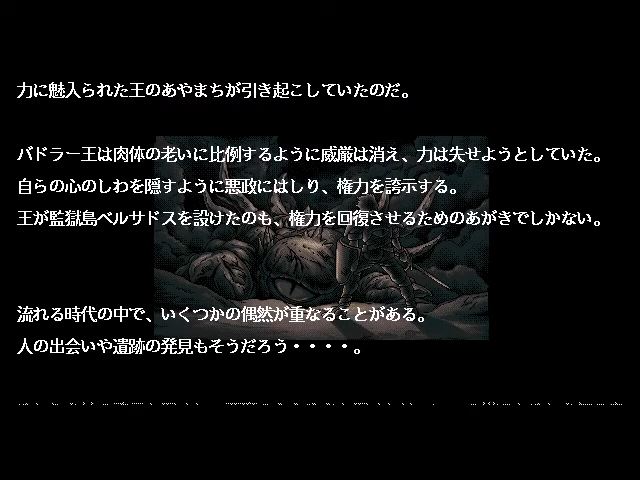 力に魅入られた王のあやまちが引き起こしていたのだ。
バドラー王は肉体の老いに比例するように威厳は消え、力は失せようとしていた。
自らの心のしわを隠すように悪政にはしり、権力を誇示する。
王が監獄島ベルサドスを設けたのも、権力を回復させるためのあがきでしかない。
流れる時代の中で、いくつかの偶然が重なることがある。
人の出会いや遺跡の発見もそうだろう・・・・。